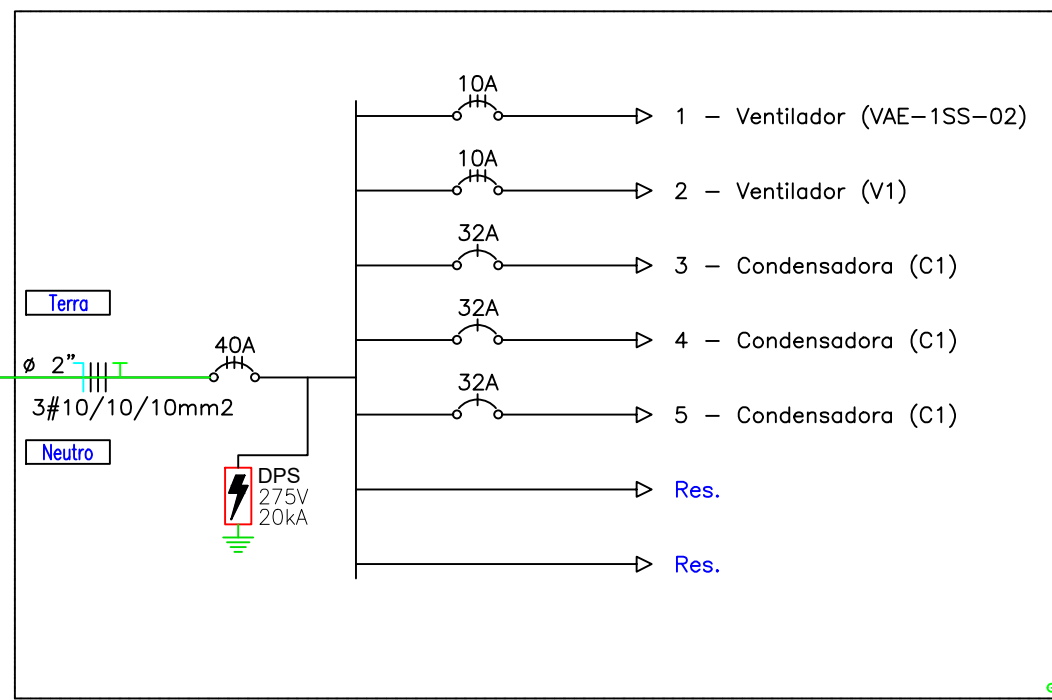 10A
1 - Ventilador (VAE-1SS-02)
10A
2 - Ventilador (V1)
32A
3 - Condensadora (C1)
Terra
32A
4 - Condensadora (C1)
40A
ø 2"
32A
3#10/10/10mm2
5 - Condensadora (C1)
Neutro
DPS
275V
20kA
Res.
Res.